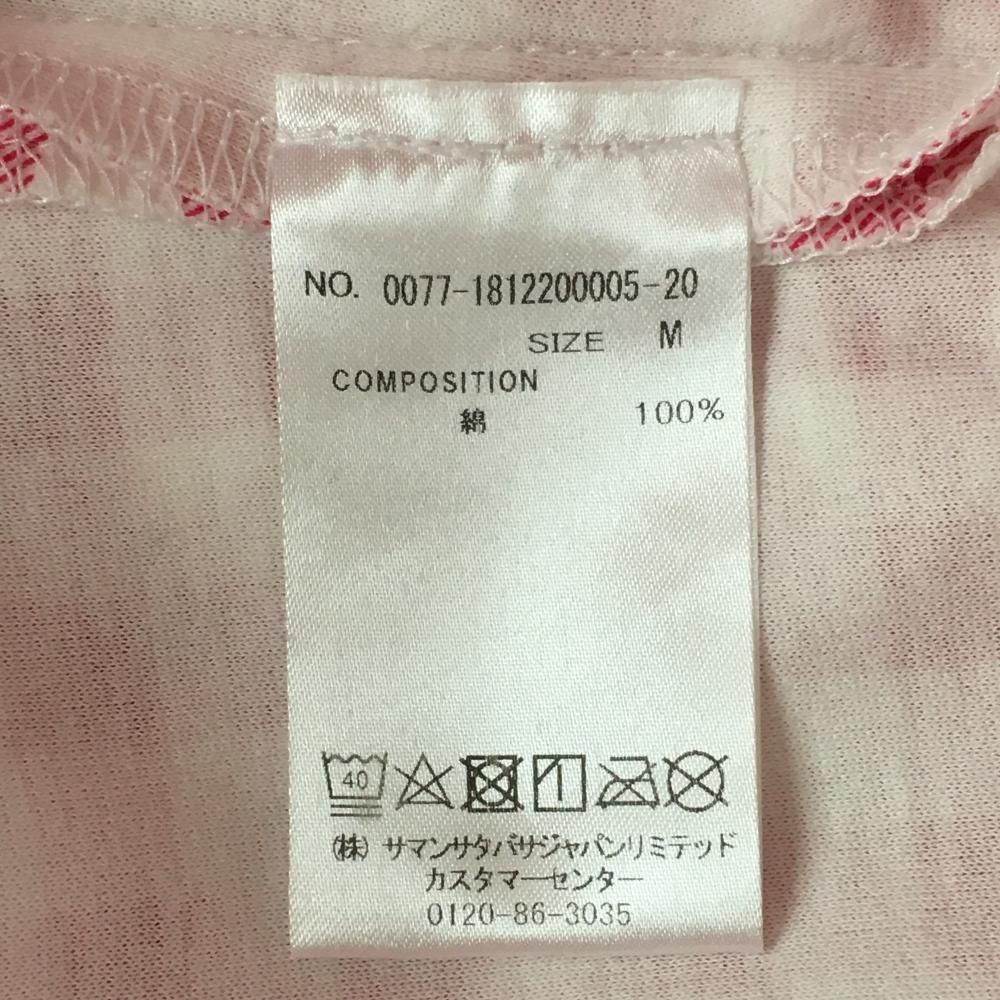 NO. 0077-1812200005-20
SIZE M
COMPOSITION
綿 100%
40
㈱ サマンサタバサジャパンリミテッド
カスタマーセンター
0120-86-3035